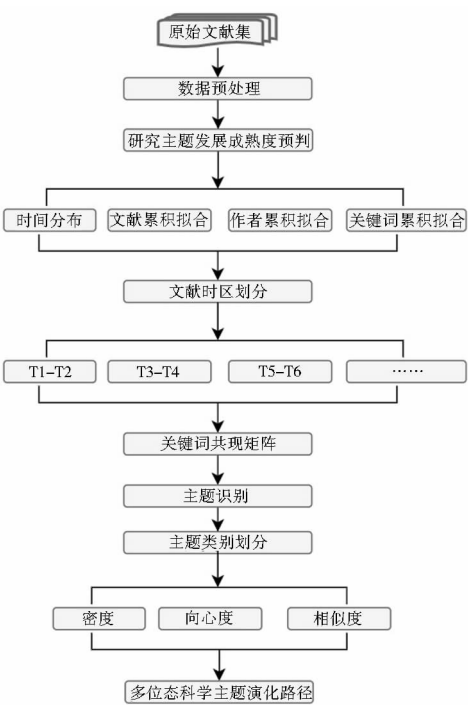 原始文献集
数据预处理
研究主题发展成熟度预判
时间分布
文献累积拟合
作者累积拟合
关键词累积拟合
文献时区划分
T1–T2
T3–T4
T5–T6
……
关键词共现矩阵
主题识别
主题类别划分
密度
向心度
相似度
多位态科学主题演化路径